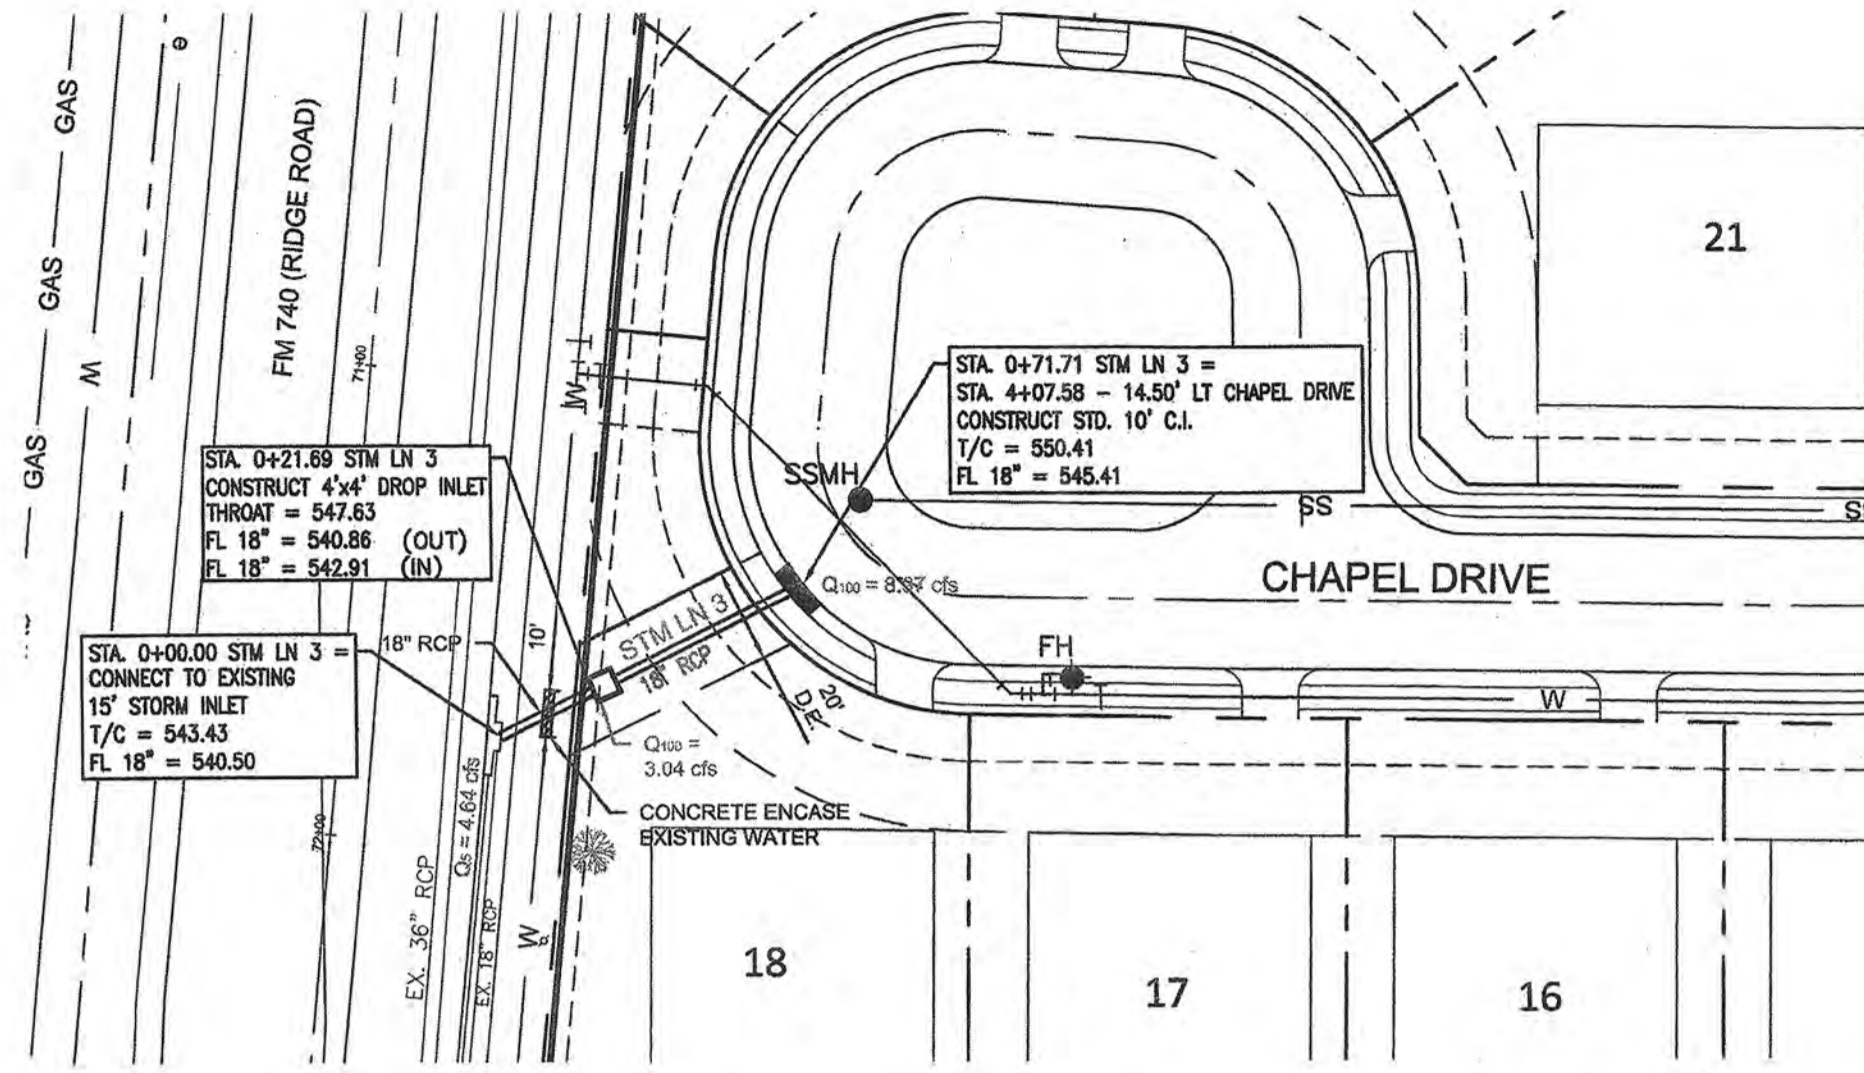 GAS
GAS
GAS
W
e
FM 740 (RIDGE ROAD)
71+00
72+00
W
STA. 0+21.69 STM LN 3
CONSTRUCT 4'x4' DROP INLET
THROAT = 547.63
FL 18" = 540.86 (OUT)
FL 18" = 542.91 (IN)
STA. 0+00.00 STM LN 3 =
CONNECT TO EXISTING
15' STORM INLET
T/C = 543.43
FL 18" = 540.50
18" RCP
10'
STA. 0+71.71 STM LN 3 =
STA. 4+07.58 - 14.50' LT CHAPEL DRIVE
CONSTRUCT STD. 10' C.I.
T/C = 550.41
FL 18" = 545.41
SSMH
SS
21
CHAPEL DRIVE
STM LN 3
18" RCP
20'
D.E.
Q100 =
3.04 cfs
FH
W
CONCRETE ENCASE
EXISTING WATER
Q5 = 4.64 cfs
EX. 36" RCP
EX. 18" RCP
W
18
17
16